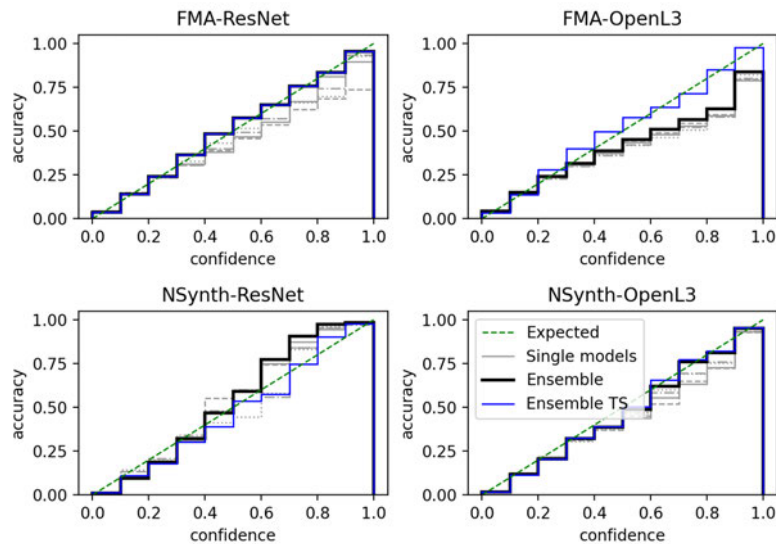 FMA-ResNet
accuracy
1.00
0.75
0.50
0.25
0.00
0.0 0.2 0.4 0.6 0.8 1.0
confidence
FMA-OpenL3
accuracy
1.00
0.75
0.50
0.25
0.00
0.0 0.2 0.4 0.6 0.8 1.0
confidence
NSynth-ResNet
accuracy
1.00
0.75
0.50
0.25
0.00
0.0 0.2 0.4 0.6 0.8 1.0
confidence
NSynth-OpenL3
accuracy
1.00
0.75
0.50
0.25
0.00
Expected
Single models
Ensemble
Ensemble TS
0.0 0.2 0.4 0.6 0.8 1.0
confidence